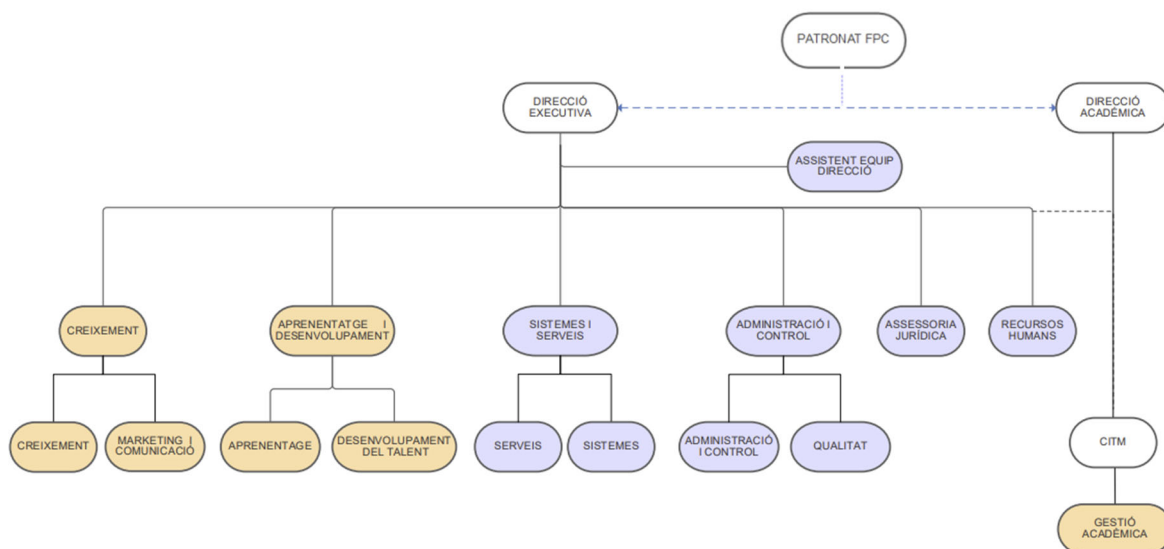 PATRONAT FPC
DIRECCIÓ
EXECUTIVA
DIRECCIÓ
ACADÈMICA
ASSISTENT EQUIP
DIRECCIÓ
CREIXEMENT
APRENENTATGE I
DESENVOLUPAMENT
SISTEMES I
SERVEIS
ADMINISTRACIÓ I
CONTROL
ASSESSORIA
JURÍDICA
RECURSOS
HUMANS
CREIXEMENT
MARKETING I
COMUNICACIÓ
APRENENTAGE
DESENVOLUPAMENT
DEL TALENT
SERVEIS
SISTEMES
ADMINISTRACIÓ
I CONTROL
QUALITAT
CITM
GESTIÓ
ACADÈMICA